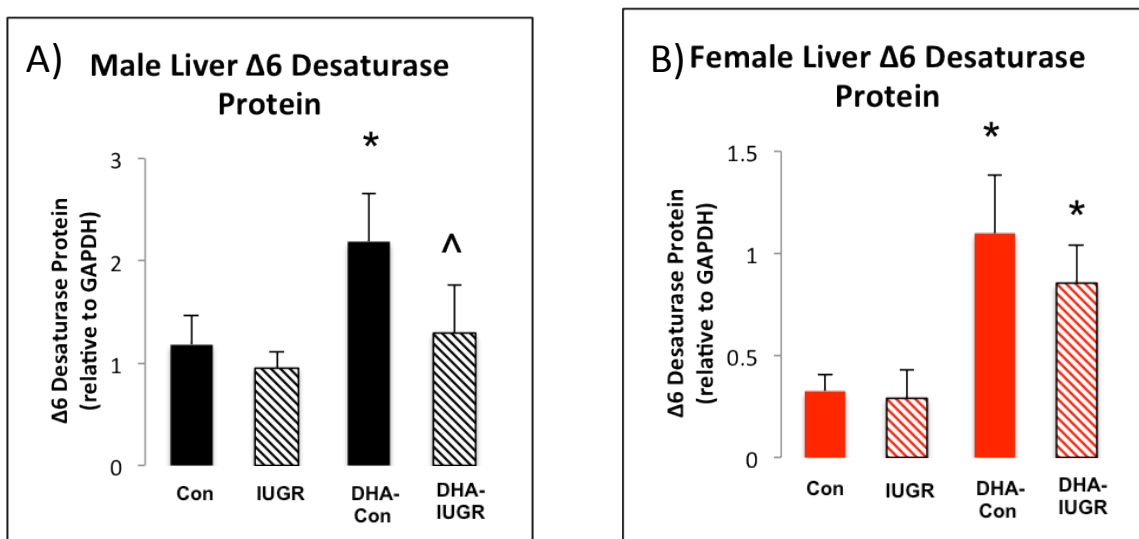 A) Male Liver Δ6 Desaturase
Protein
Δ6 Desaturase Protein
(relative to GAPDH)
3
2
1
0
*
^
Con
IUGR
DHA-
Con
DHA-
IUGR
B) Female Liver Δ6 Desaturase
Protein
Δ6 Desaturase Protein
(relative to GAPDH)
1.5
1
0.5
0
*
*
Con
IUGR
DHA-
Con
DHA-
IUGR